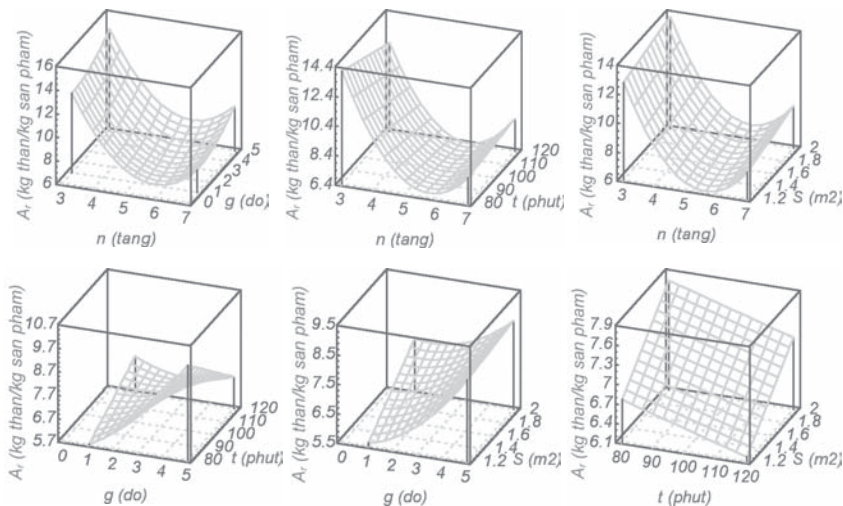 Aᵣ (kg than/kg san pham)
16
14
12
10
8
6
3 4 5 6 7
n (tang)
0 1 2 3 4 5
g (do)
Aᵣ (kg than/kg san pham)
14.4
12.4
10.4
8.4
6.4
3 4 5 6 7
n (tang)
80 90 100 110 120
t (phut)
Aᵣ (kg than/kg san pham)
14
12
10
8
6
3 4 5 6 7
n (tang)
1.2 1.4 1.6 1.8 2
S (m2)
Aᵣ (kg than/kg san pham)
10.7
9.7
8.7
7.7
6.7
5.7
0 1 2 3 4 5
g (do)
80 90 100 110 120
t (phut)
Aᵣ (kg than/kg san pham)
9.5
8.5
7.5
6.5
5.5
0 1 2 3 4 5
g (do)
1.2 1.4 1.6 1.8 2
S (m2)
Aᵣ (kg than/kg san pham)
7.9
7.6
7.3
7
6.7
6.4
6.1
80 90 100 110 120
t (phut)
1.2 1.4 1.6 1.8 2
S (m2)